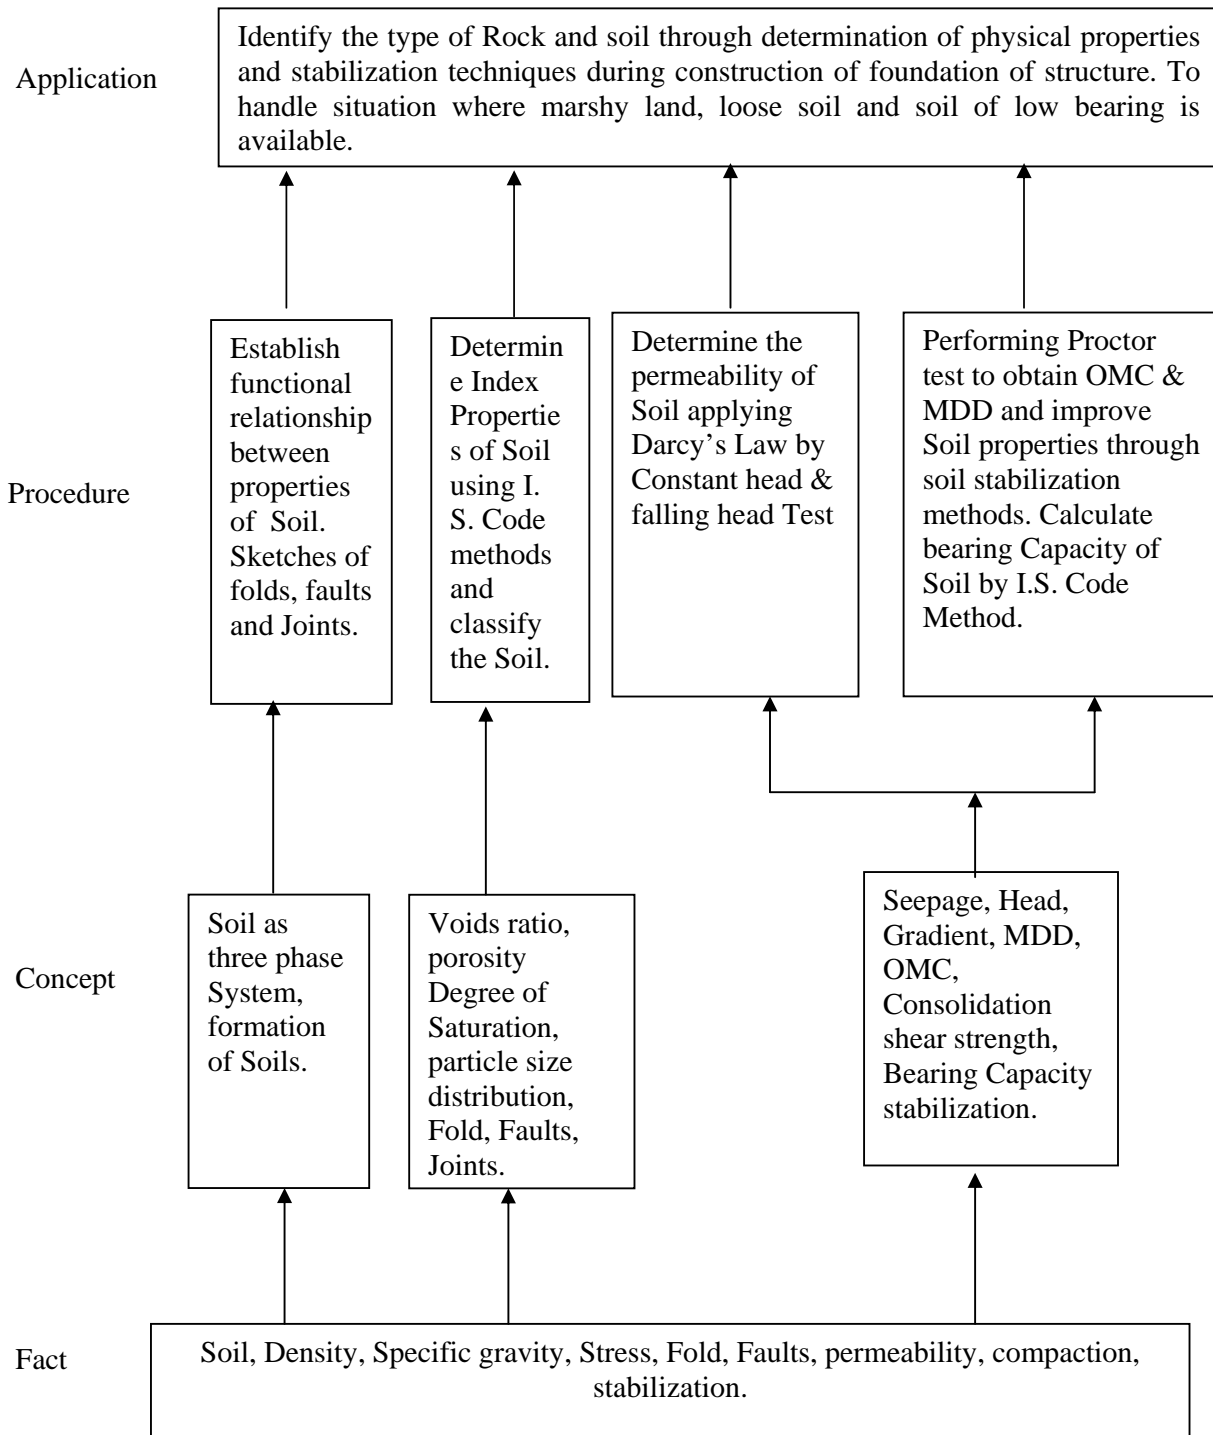 Application
Identify the type of Rock and soil through determination of physical properties
and stabilization techniques during construction of foundation of structure. To
handle situation where marshy land, loose soil and soil of low bearing is
available.
Procedure
Establish
functional
relationship
between
properties
of Soil.
Sketches of
folds, faults
and Joints.
Determin
e Index
Propertie
s of Soil
using I.
S. Code
methods
and
classify
the Soil.
Determine the
permeability of
Soil applying
Darcy’s Law by
Constant head &
falling head Test
Performing Proctor
test to obtain OMC &
MDD and improve
Soil properties through
soil stabilization
methods. Calculate
bearing Capacity of
Soil by I.S. Code
Method.
Concept
Soil as
three phase
System,
formation
of Soils.
Voids ratio,
porosity
Degree of
Saturation,
particle size
distribution,
Fold, Faults,
Joints.
Seepage, Head,
Gradient, MDD,
OMC,
Consolidation
shear strength,
Bearing Capacity
stabilization.
Fact
Soil, Density, Specific gravity, Stress, Fold, Faults, permeability, compaction,
stabilization.